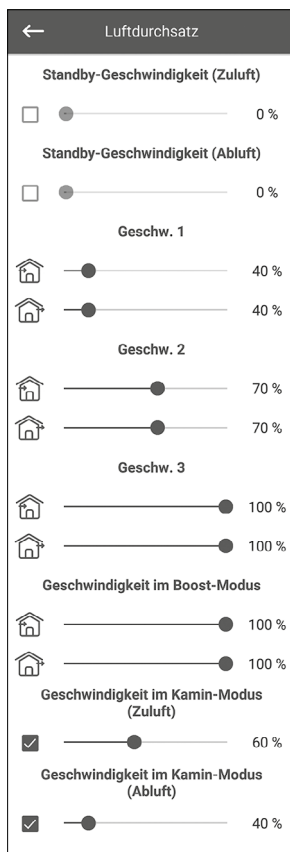 Luftdurchsatz
Standby-Geschwindigkeit (Zuluft)
0 %
Standby-Geschwindigkeit (Abluft)
0 %
Geschw. 1
40 %
40 %
Geschw. 2
70 %
70 %
Geschw. 3
100 %
100 %
Geschwindigkeit im Boost-Modus
100 %
100 %
Geschwindigkeit im Kamin-Modus
(Zuluft)
60 %
Geschwindigkeit im Kamin-Modus
(Abluft)
40 %